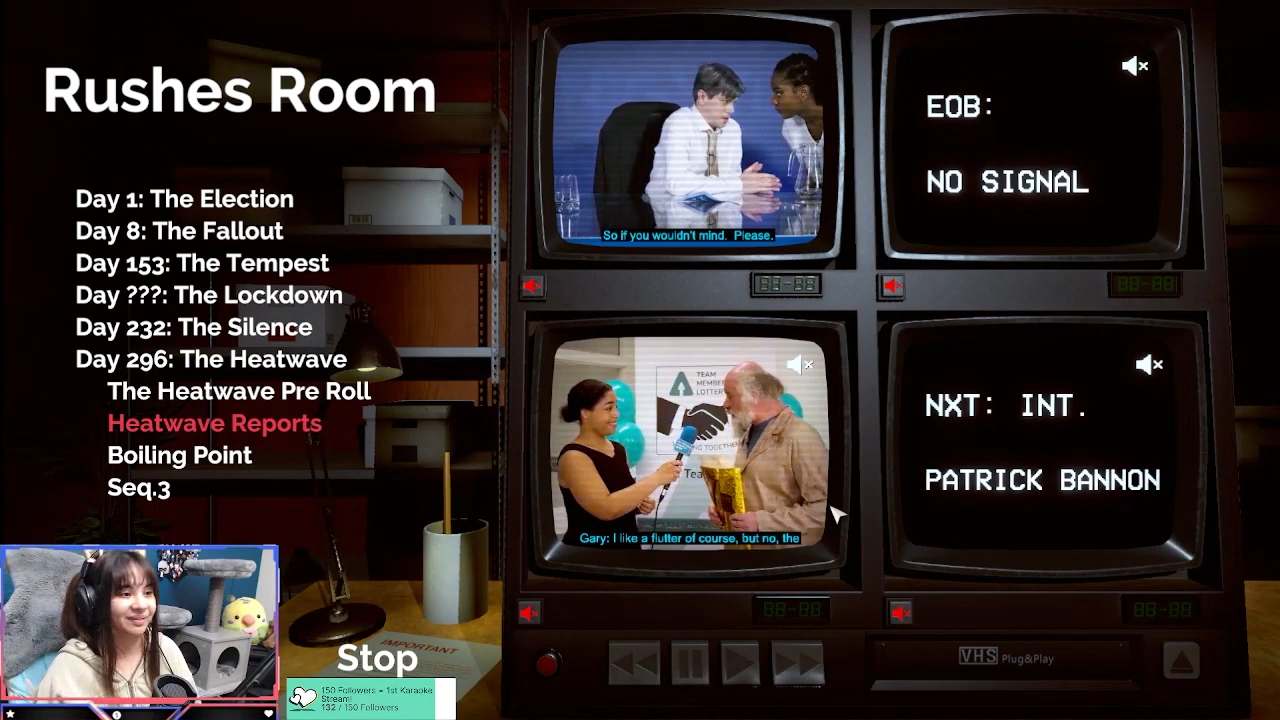 Rushes Room
Day 1: The Election
Day 8: The Fallout
Day 153: The Tempest
Day ???: The Lockdown
Day 232: The Silence
Day 296: The Heatwave
The Heatwave Pre Roll
Heatwave Reports
Boiling Point
Seq.3
So if you wouldn't mind. Please.
EOB:
NO SIGNAL
TEAM
MEMBER
LOTTERY
TOGETHER
Gary: I like a flutter of course, but no, the
NXT: INT.
PATRICK BANNON
IMPORTANT
Stop
VHS Plug&Play
150 Followers = 1st Karaoke
Stream!
132 / 150 Followers